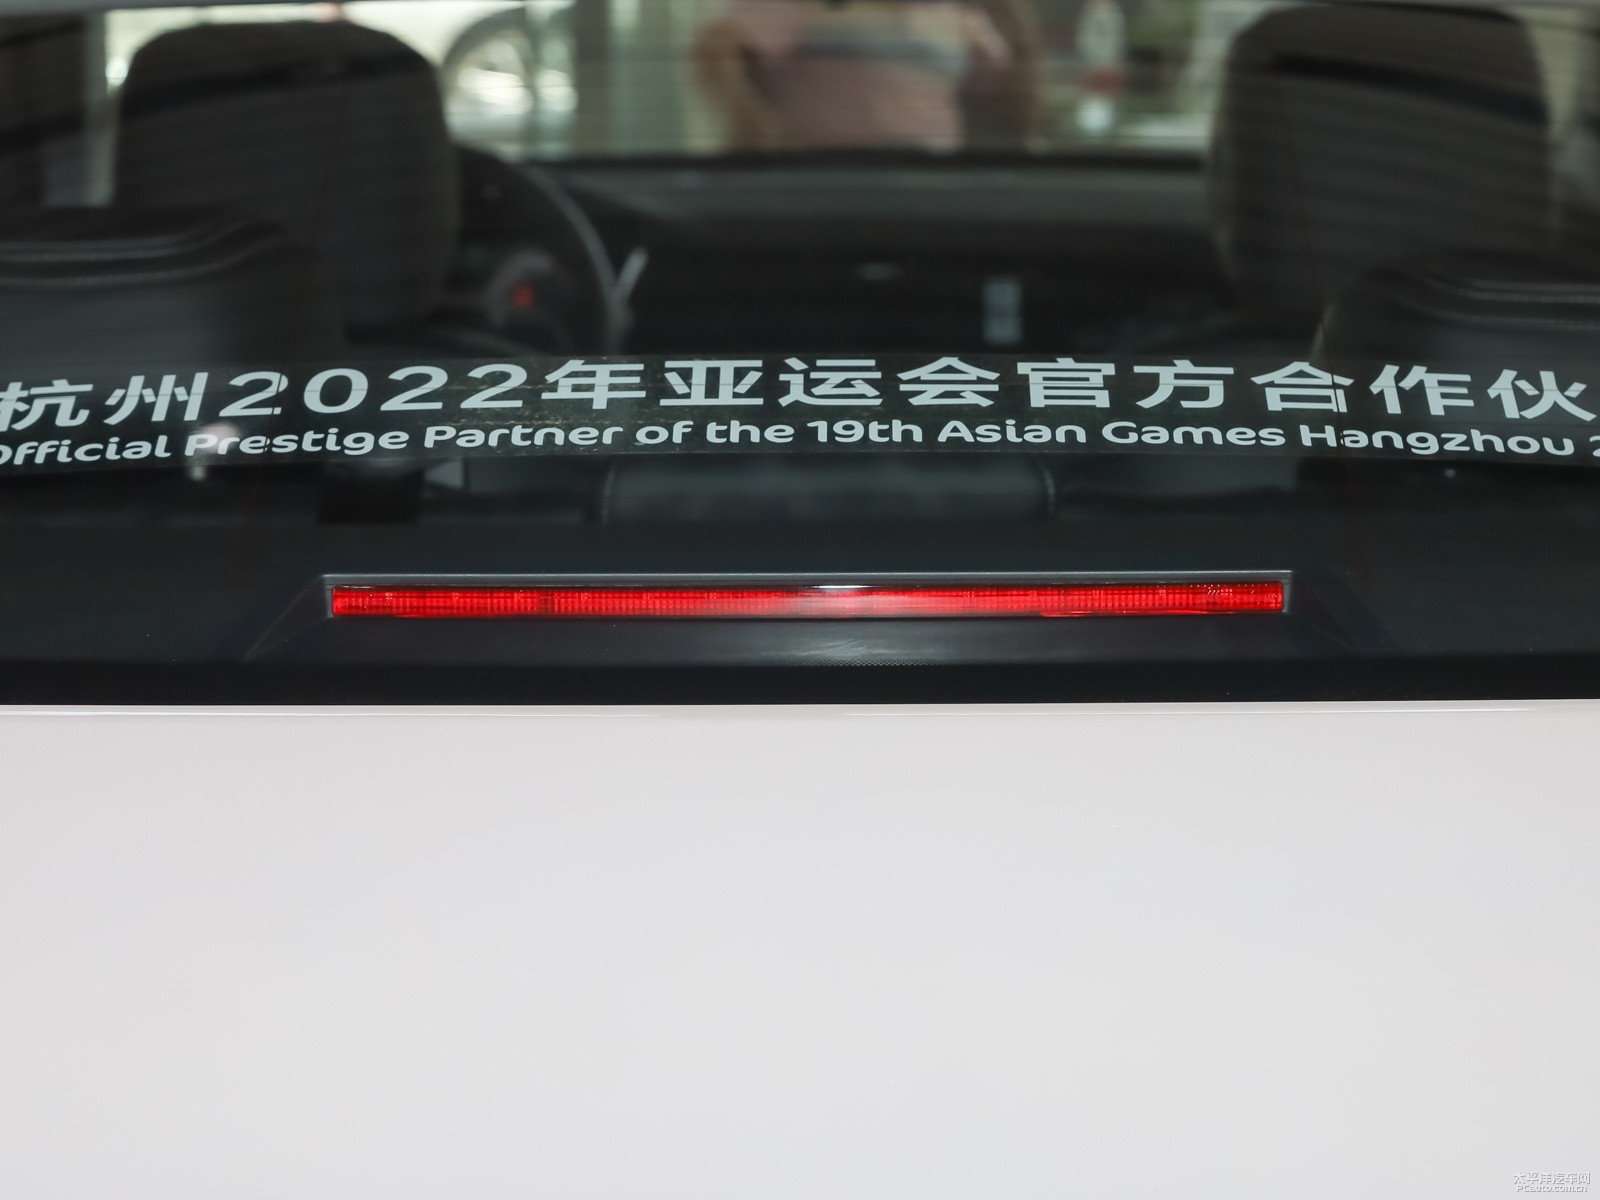 杭州2022年亚运会官方合作伙
Official Prestige Partner of the 19th Asian Games Hangzhou 2
太平洋汽车网
PCauto.com.cn